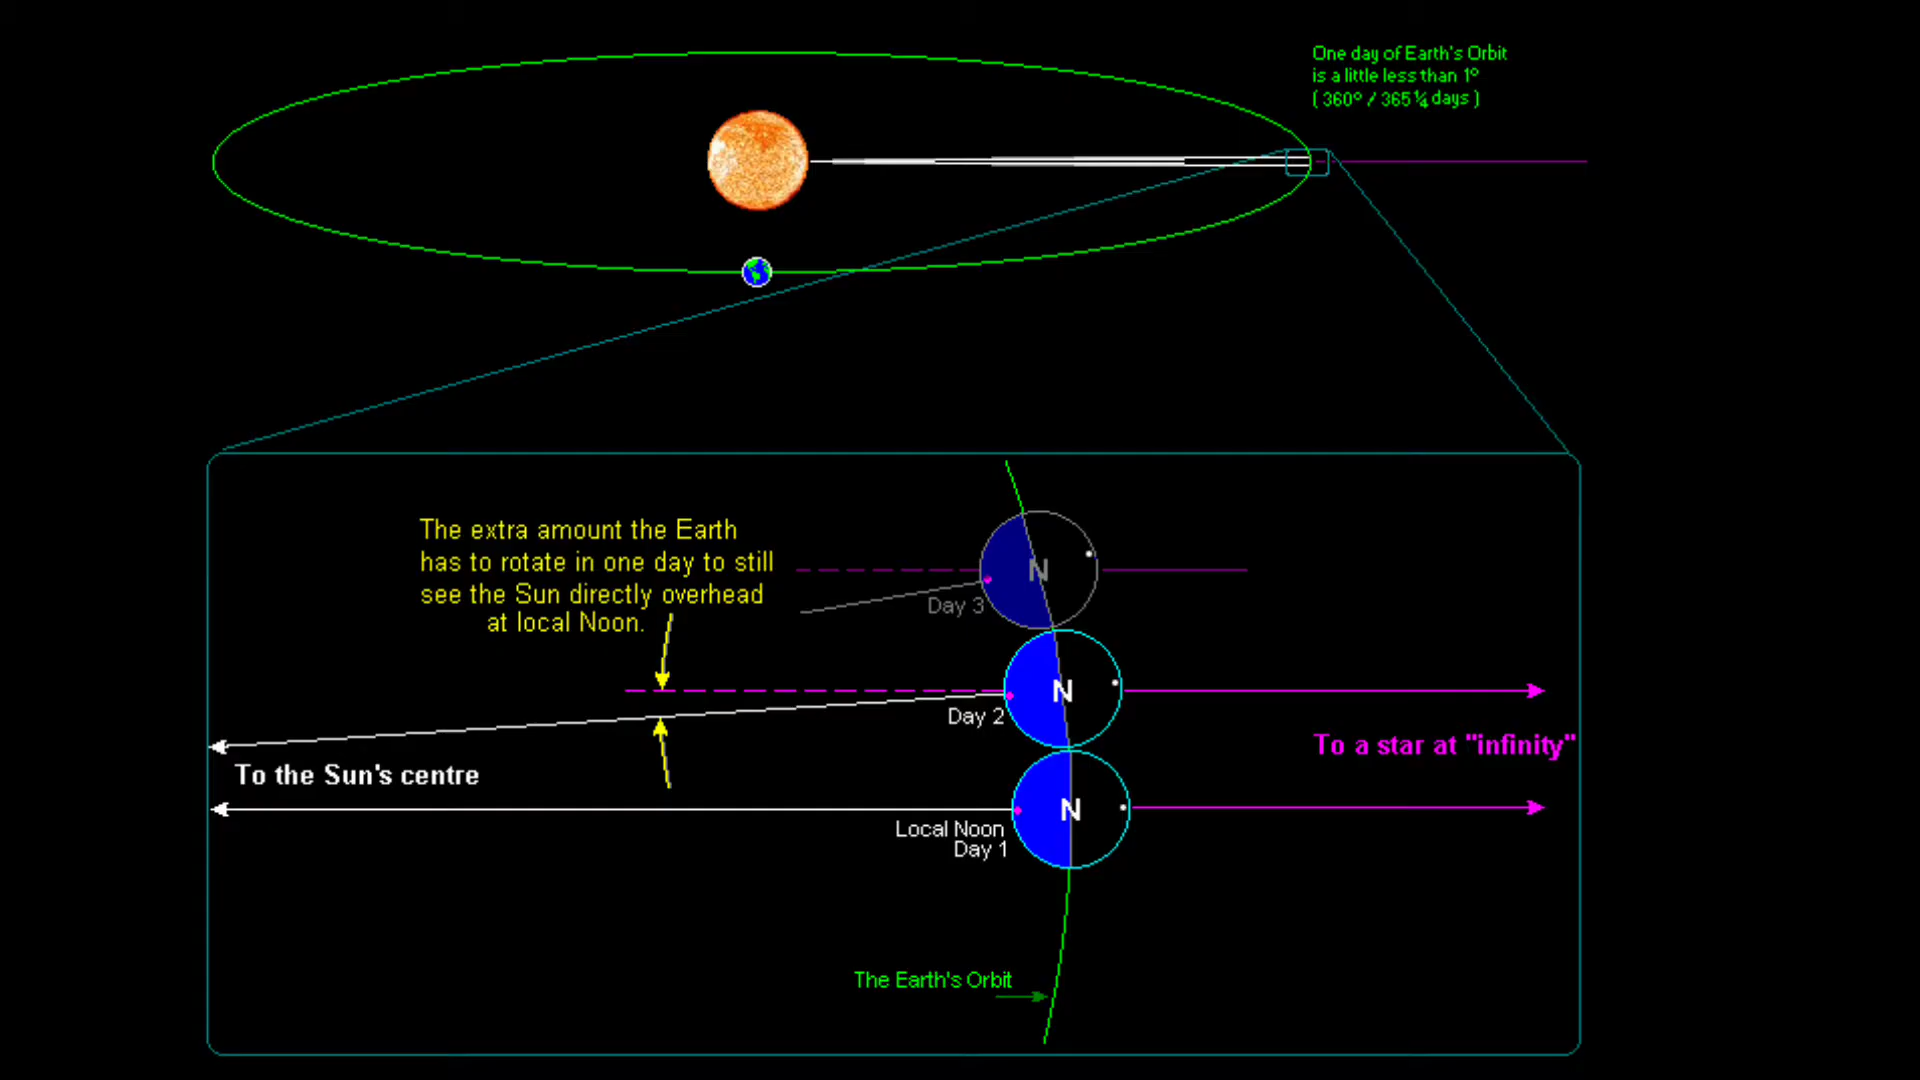 One day of Earth's Orbit
is a little less than 1º
( 360º / 365 ¼ days )
The extra amount the Earth
has to rotate in one day to still
see the Sun directly overhead
at local Noon.
N
Day 3
N
Day 2
To a star at "infinity"
To the Sun's centre
N
Local Noon
Day 1
The Earth's Orbit